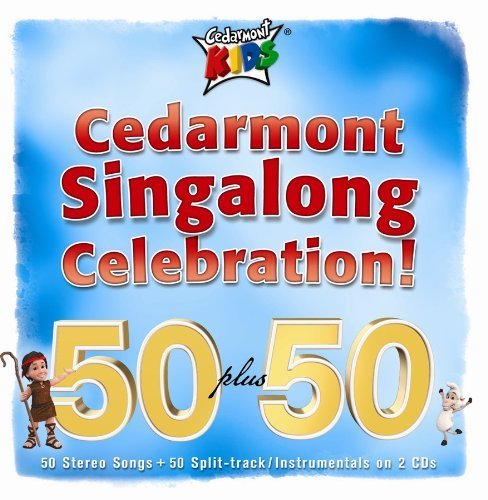 Cedarmont
KIDS®
Cedarmont
Singalong
Celebration!
50 plus 50
50 Stereo Songs + 50 Split-track/Instrumentals on 2 CDs